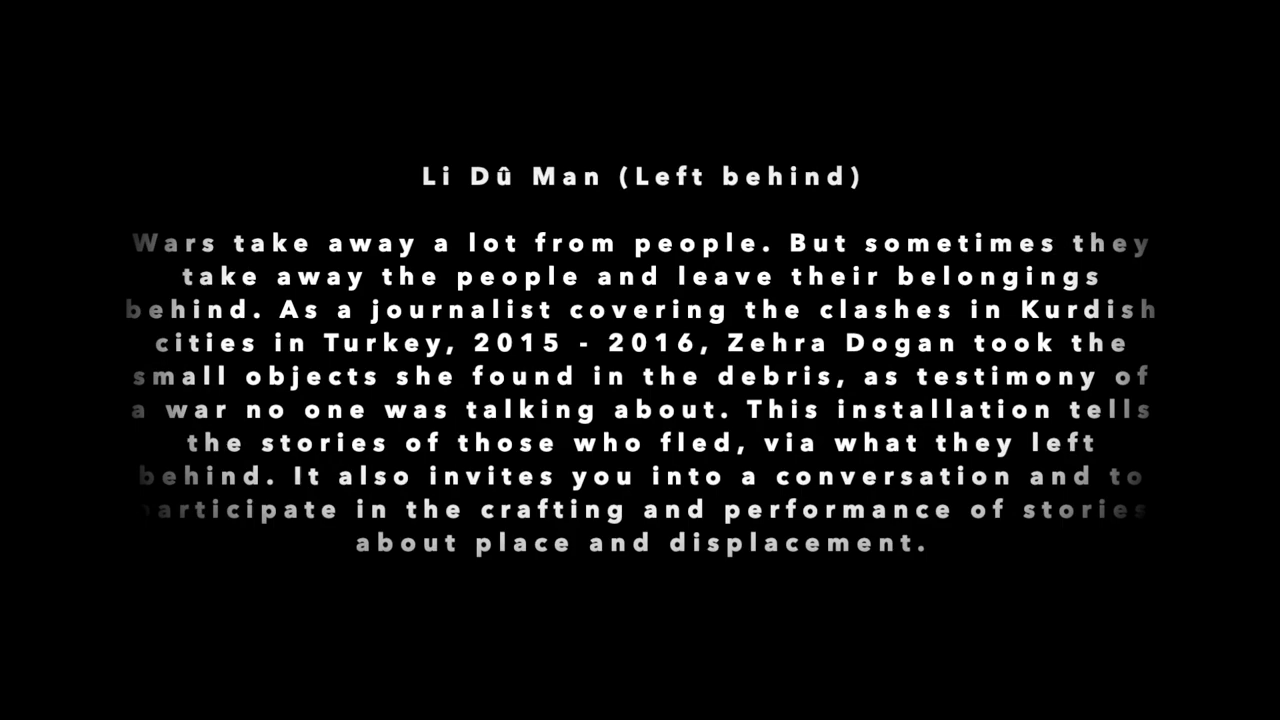 Li Dû Man (Left behind)
Wars take away a lot from people. But sometimes they
take away the people and leave their belongings
behind. As a journalist covering the clashes in Kurdish
cities in Turkey, 2015 - 2016, Zehra Dogan took the
small objects she found in the debris, as testimony of
a war no one was talking about. This installation tells
the stories of those who fled, via what they left
behind. It also invites you into a conversation and to
participate in the crafting and performance of stories
about place and displacement.